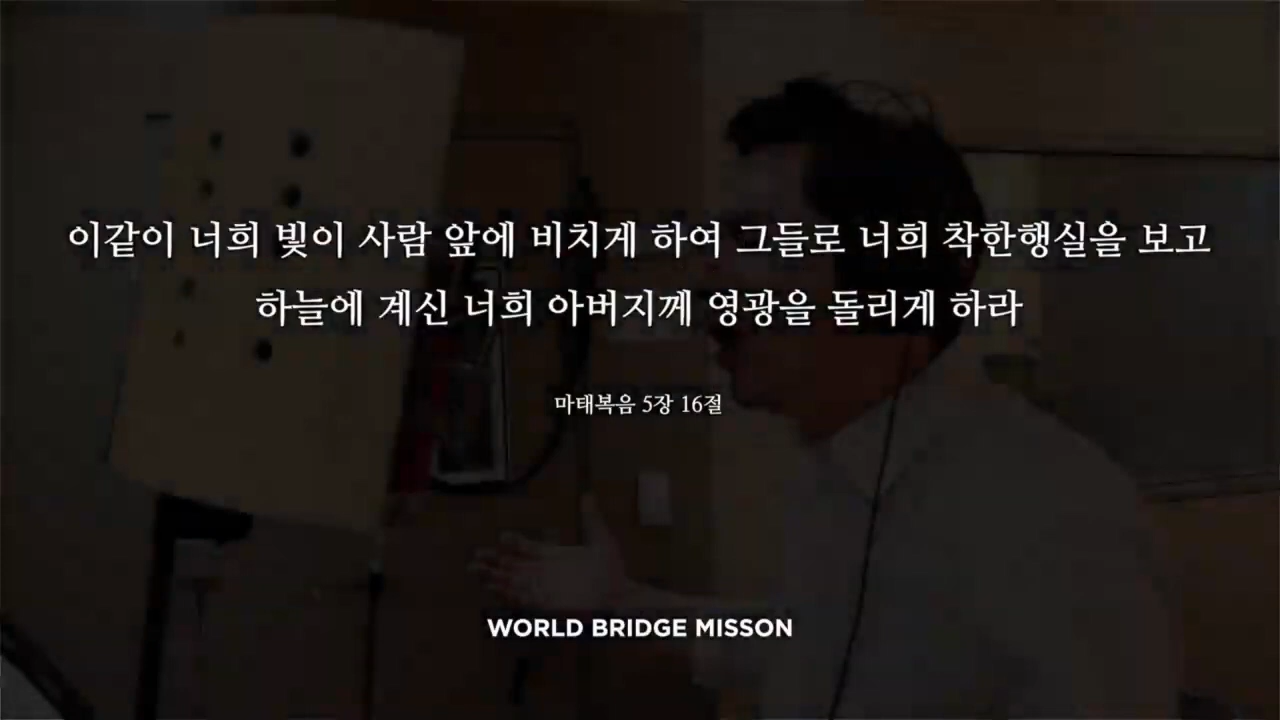 이같이 너희 빛이 사람 앞에 비치게 하여 그들로 너희 착한행실을 보고
하늘에 계신 너희 아버지께 영광을 돌리게 하라
마태복음 5장 16절
WORLD BRIDGE MISSON